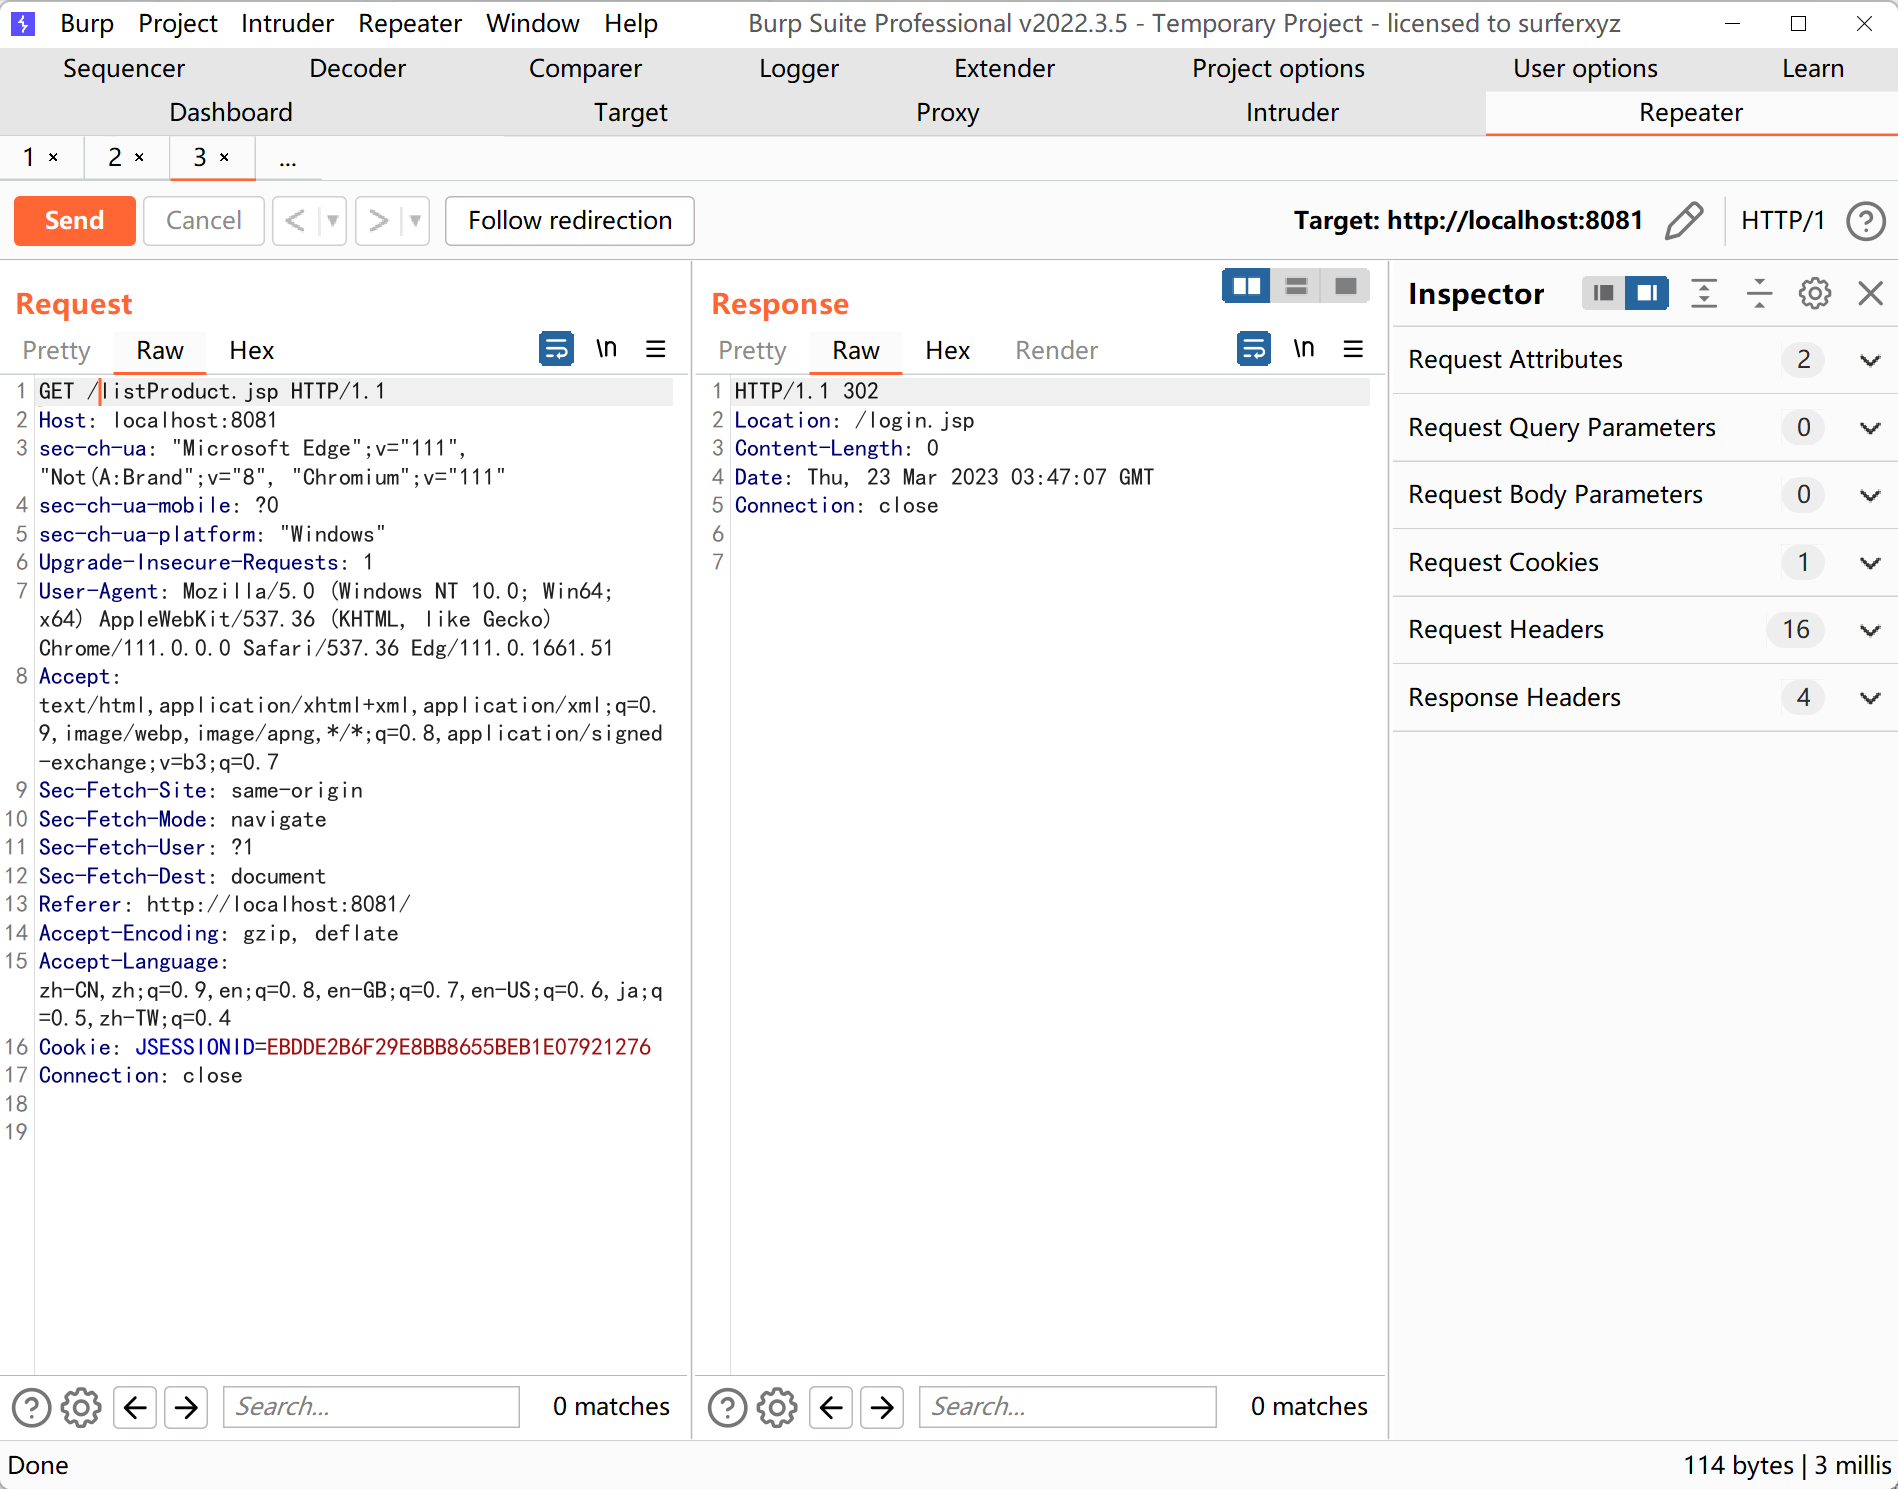 Burp Project Intruder Repeater Window Help Burp Suite Professional v2022.3.5 - Temporary Project - licensed to surferxyz
Sequencer Decoder Comparer Logger Extender Project options User options Learn
Dashboard Target Proxy Intruder Repeater
1 × 2 × 3 × ...
Send Cancel < > Follow redirection Target: http://localhost:8081 HTTP/1 ?
Request
Pretty Raw Hex \n
1 GET /listProduct.jsp HTTP/1.1
2 Host: localhost:8081
3 sec-ch-ua: "Microsoft Edge";v="111",
"Not(A:Brand";v="8", "Chromium";v="111"
4 sec-ch-ua-mobile: ?0
5 sec-ch-ua-platform: "Windows"
6 Upgrade-Insecure-Requests: 1
7 User-Agent: Mozilla/5.0 (Windows NT 10.0; Win64;
x64) AppleWebKit/537.36 (KHTML, like Gecko)
Chrome/111.0.0.0 Safari/537.36 Edg/111.0.1661.51
8 Accept:
text/html,application/xhtml+xml,application/xml;q=0.
9,image/webp,image/apng,*/*;q=0.8,application/signed
-exchange;v=b3;q=0.7
9 Sec-Fetch-Site: same-origin
10 Sec-Fetch-Mode: navigate
11 Sec-Fetch-User: ?1
12 Sec-Fetch-Dest: document
13 Referer: http://localhost:8081/
14 Accept-Encoding: gzip, deflate
15 Accept-Language:
zh-CN,zh;q=0.9,en;q=0.8,en-GB;q=0.7,en-US;q=0.6,ja;q
=0.5,zh-TW;q=0.4
16 Cookie: JSESSIONID=EBDDE2B6F29E8BB8655BEB1E07921276
17 Connection: close
18
19
? Search... 0 matches
Response
Pretty Raw Hex Render \n
1 HTTP/1.1 302
2 Location: /login.jsp
3 Content-Length: 0
4 Date: Thu, 23 Mar 2023 03:47:07 GMT
5 Connection: close
6
7
? Search... 0 matches
Inspector
Request Attributes 2
Request Query Parameters 0
Request Body Parameters 0
Request Cookies 1
Request Headers 16
Response Headers 4
Done 114 bytes | 3 millis